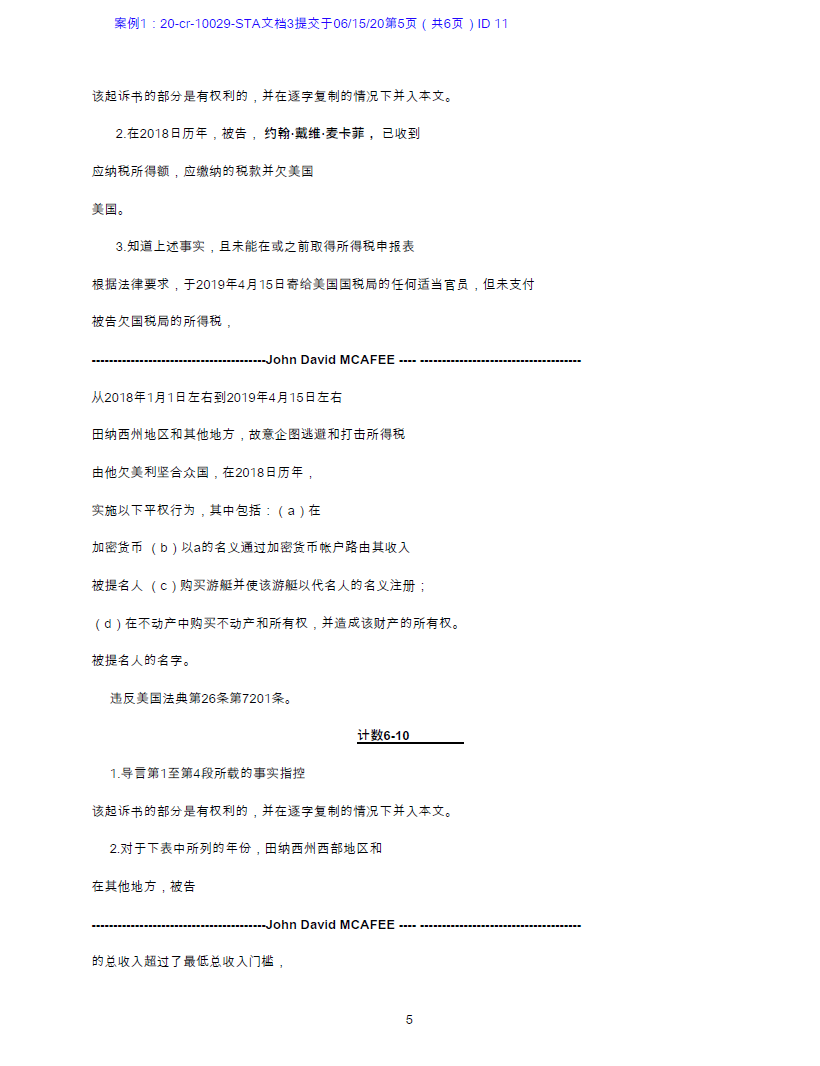 案例1：20-cr-10029-STA文档3提交于06/15/20第5页（共6页）ID 11
该起诉书的部分是有权利的，并在逐字复制的情况下并入本文。
2.在2018日历年，被告， 约翰·戴维·麦卡菲 ，已收到
应纳税所得额，应缴纳的税款并欠美国
美国。
3.知道上述事实，且未能在或之前取得所得税申报表
根据法律要求，于2019年4月15日寄给美国国税局的任何适当官员，但未支付
被告欠国税局的所得税，
----------------------------------------John David MCAFEE ---- -------------------------------------
从2018年1月1日左右到2019年4月15日左右
田纳西州地区和其他地方，故意企图逃避和打击所得税
由他欠美利坚合众国，在2018日历年，
实施以下平权行为，其中包括：（a）在
加密货币 （b）以a的名义通过加密货币帐户路由其收入
被提名人 （c）购买游艇并使该游艇以代名人的名义注册；
（d）在不动产中购买不动产和所有权，并造成该财产的所有权。
被提名人的名字。
违反美国法典第26条第7201条。
计数6-10
1.导言第1至第4段所载的事实指控
该起诉书的部分是有权利的，并在逐字复制的情况下并入本文。
2.对于下表中所列的年份，田纳西州西部地区和
在其他地方，被告
----------------------------------------John David MCAFEE ---- -------------------------------------
的总收入超过了最低总收入门槛，
5